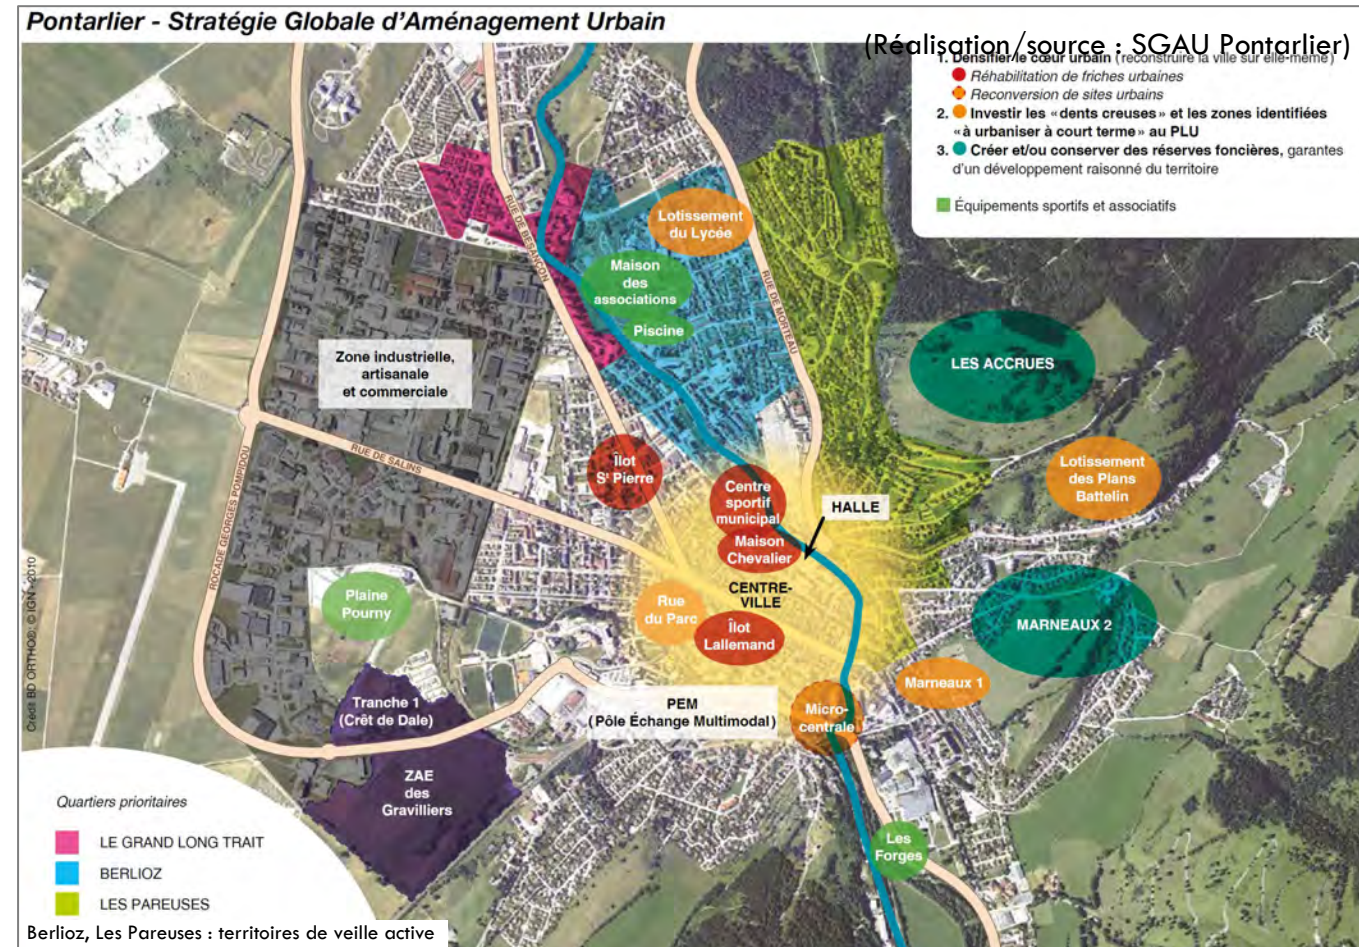 Pontarlier - Stratégie Globale d'Aménagement Urbain
(Réalisation/source : SGAU Pontarlier)
1. Densifier le cœur urbain (reconstruire la ville sur elle-même)
Réhabilitation de friches urbaines
Reconversion de sites urbains
2. Investir les «dents creuses» et les zones identifiées
«à urbaniser à court terme» au PLU
3. Créer et/ou conserver des réserves foncières, garantes
d'un développement raisonné du territoire
Équipements sportifs et associatifs
RUE DE BESANÇON
Lotissement
du Lycée
Maison
des
associations
Piscine
RUE DE MORTEAU
Zone industrielle,
artisanale
et commerciale
LES ACCRUES
RUE DE SALINS
Îlot
St Pierre
Centre
sportif
municipal
HALLE
Lotissement
des Plans
Battelin
Maison
Chevalier
ROCADE GEORGES POMPIDOU
Plaine
Pourny
Rue
du Parc
CENTRE-
VILLE
Îlot
Lallemand
MARNEAUX 2
Marneaux 1
Tranche 1
(Crêt de Dale)
PEM
(Pôle Échange Multimodal)
Micro-
centrale
ZAE
des
Gravilliers
Les
Forges
Crédit BD ORTHO®, © IGN - 2010
Quartiers prioritaires
LE GRAND LONG TRAIT
BERLIOZ
LES PAREUSES
Berlioz, Les Pareuses : territoires de veille active